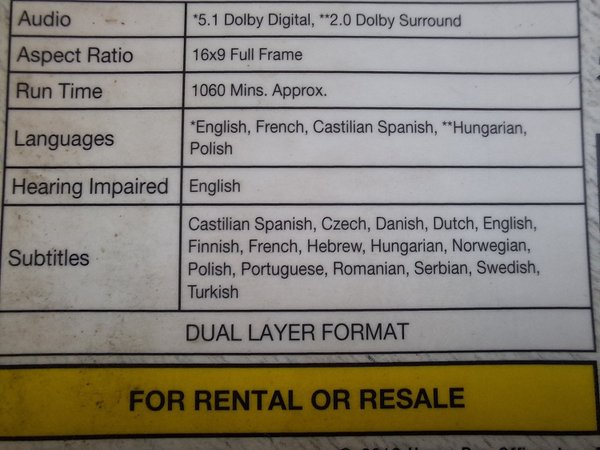 Audio
*5.1 Dolby Digital, **2.0 Dolby Surround
Aspect Ratio
16x9 Full Frame
Run Time
1060 Mins. Approx.
Languages
*English, French, Castilian Spanish, **Hungarian,
Polish
Hearing Impaired
English
Subtitles
Castilian Spanish, Czech, Danish, Dutch, English,
Finnish, French, Hebrew, Hungarian, Norwegian,
Polish, Portuguese, Romanian, Serbian, Swedish,
Turkish
DUAL LAYER FORMAT
FOR RENTAL OR RESALE